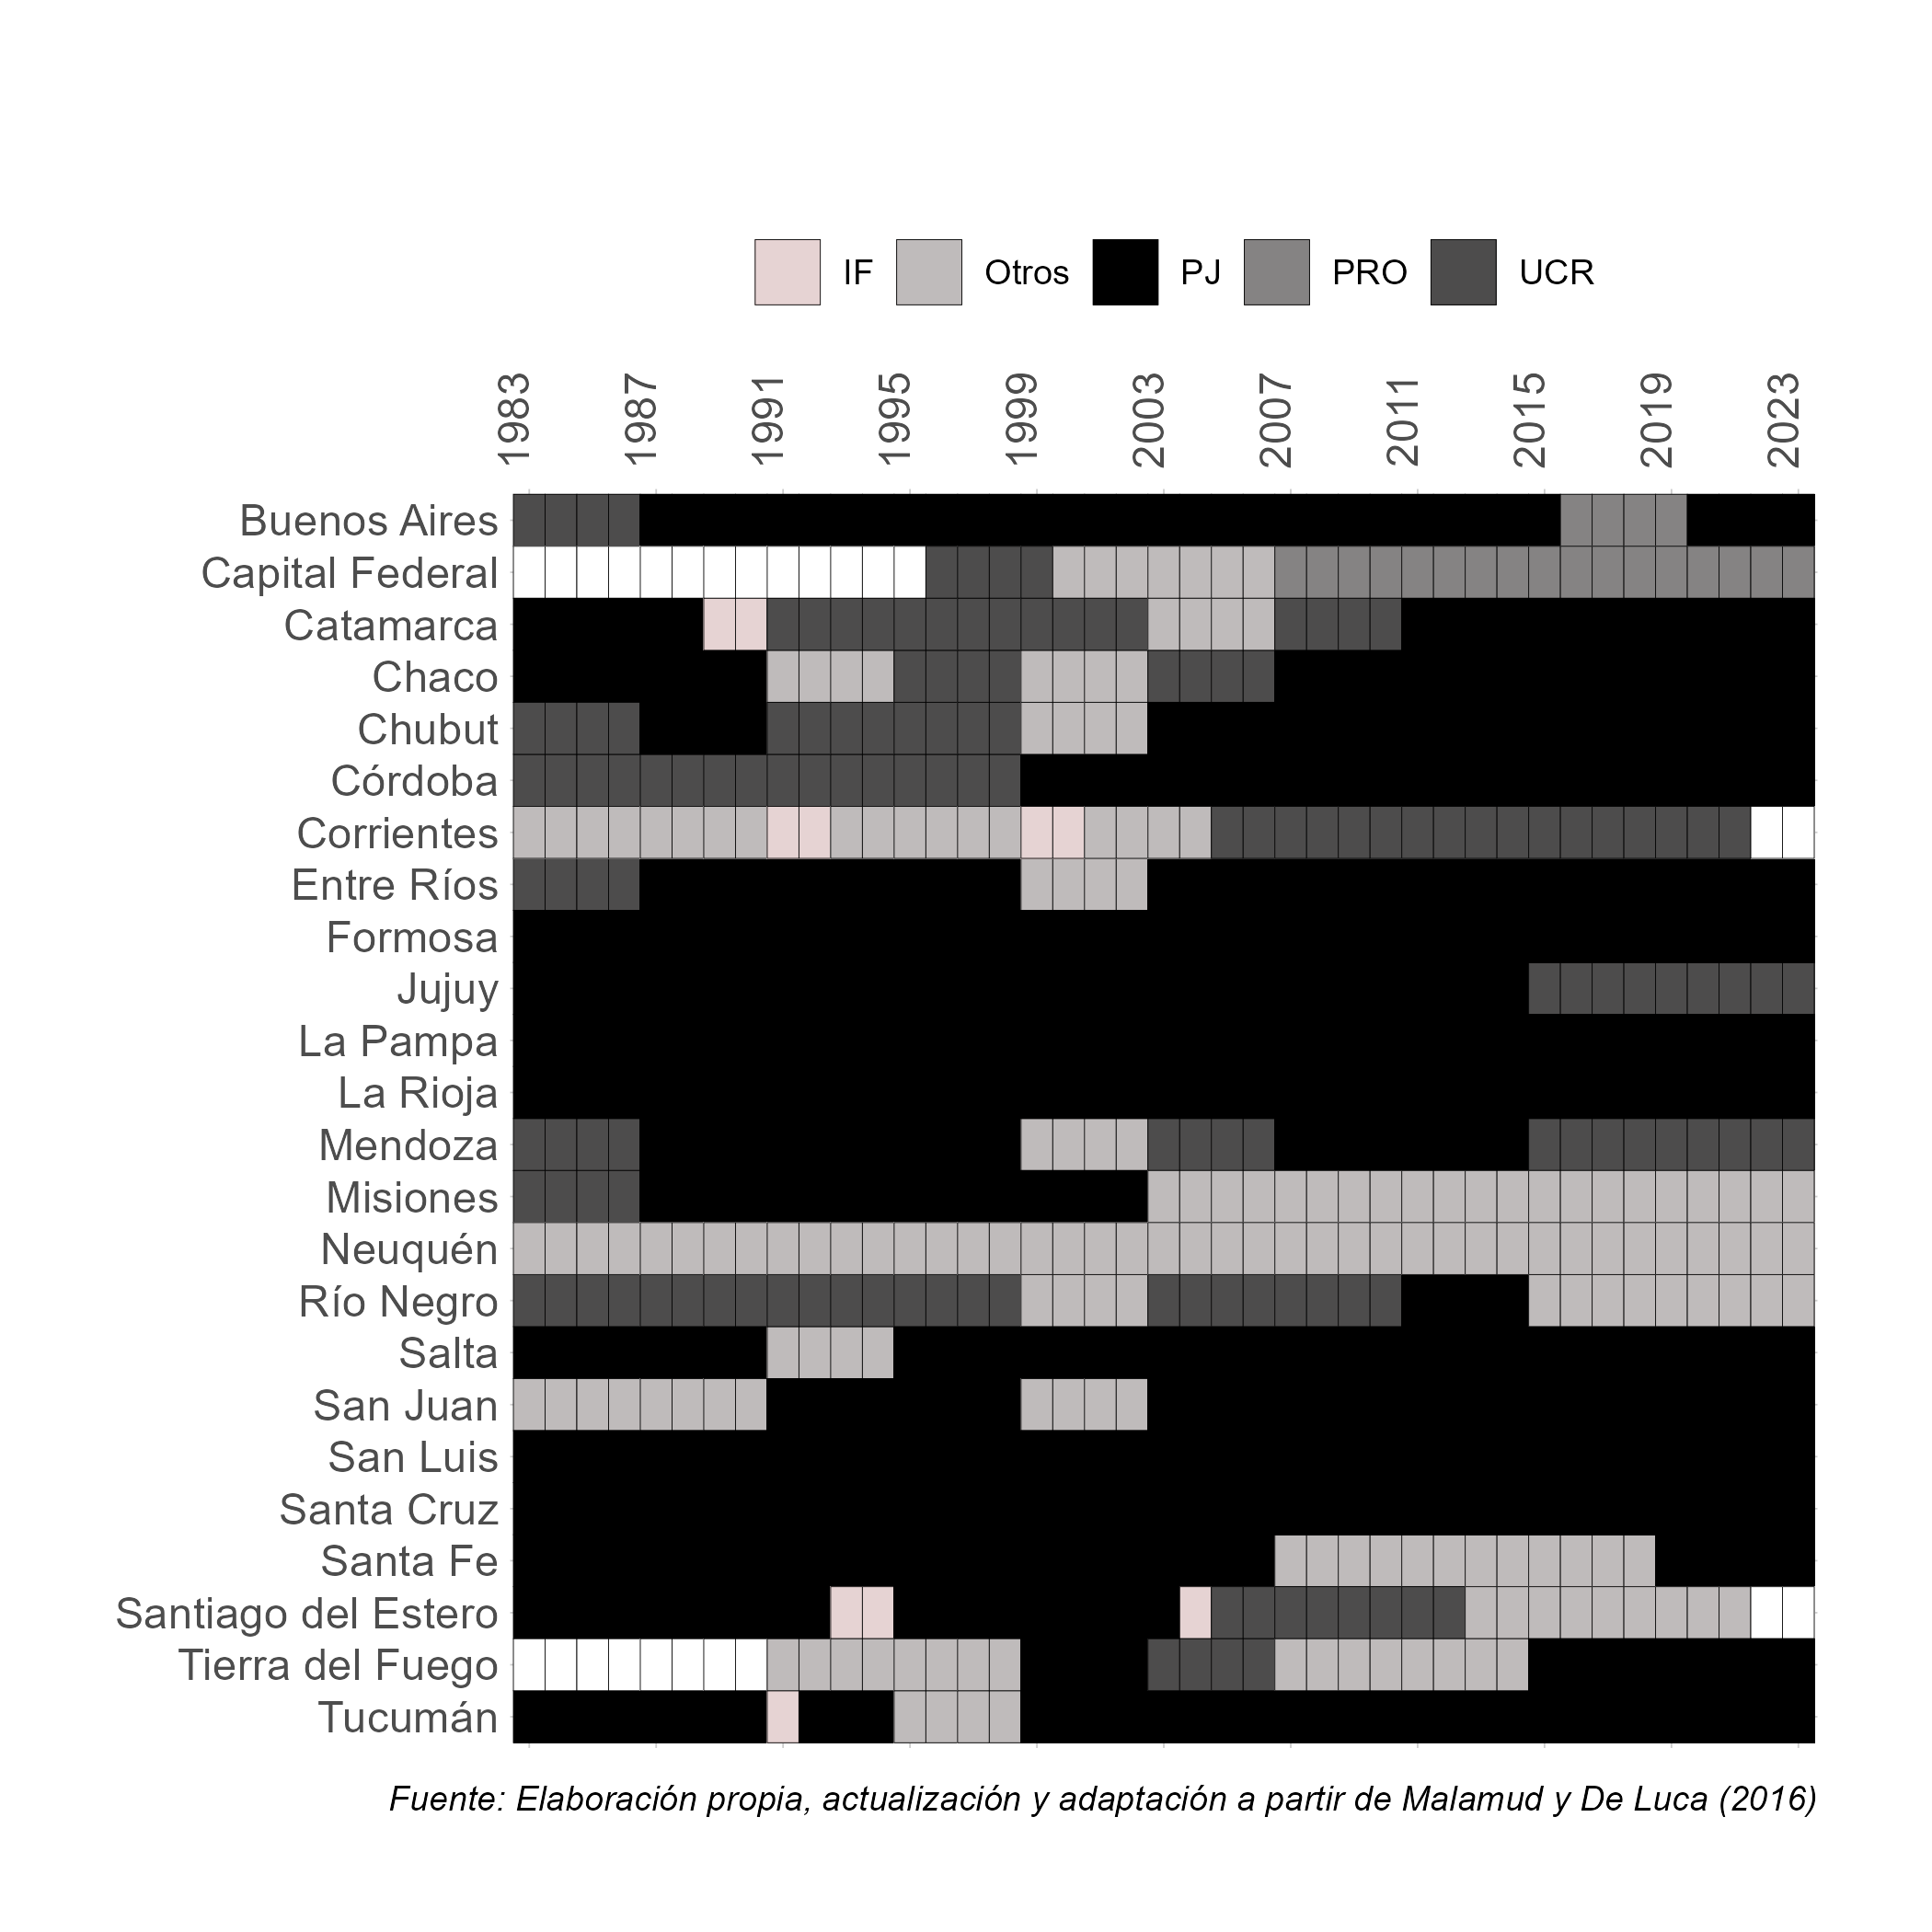 IF Otros PJ PRO UCR
1983 1987 1991 1995 1999 2003 2007 2011 2015 2019 2023
Buenos Aires
Capital Federal
Catamarca
Chaco
Chubut
Córdoba
Corrientes
Entre Ríos
Formosa
Jujuy
La Pampa
La Rioja
Mendoza
Misiones
Neuquén
Río Negro
Salta
San Juan
San Luis
Santa Cruz
Santa Fe
Santiago del Estero
Tierra del Fuego
Tucumán
Fuente: Elaboración propia, actualización y adaptación a partir de Malamud y De Luca (2016)